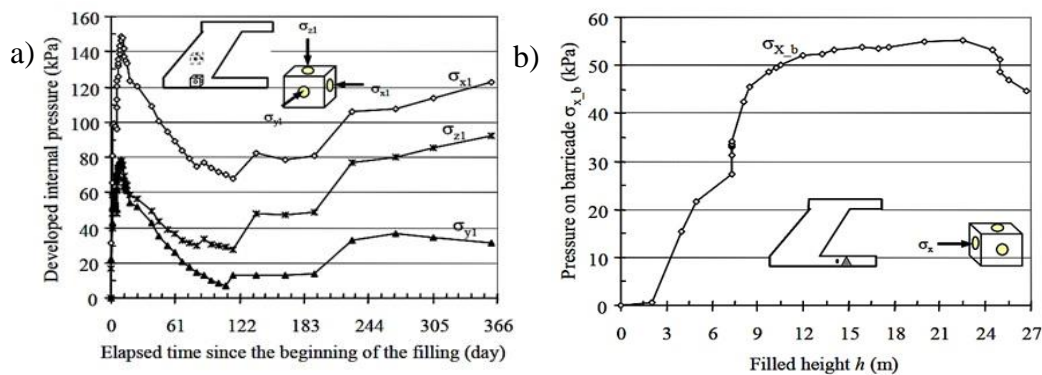 a)
160
140
120
100
80
60
40
20
0
Developed internal pressure (kPa)
σz1
σx1
σy1
σx1
σz1
σy1
0 61 122 183 244 305 366
Elapsed time since the beginning of the filling (day)
b)
60
50
40
30
20
10
0
Pressure on barricade σx_b (kPa)
σX_b
σx
0 3 6 9 12 15 18 21 24 27
Filled height h (m)